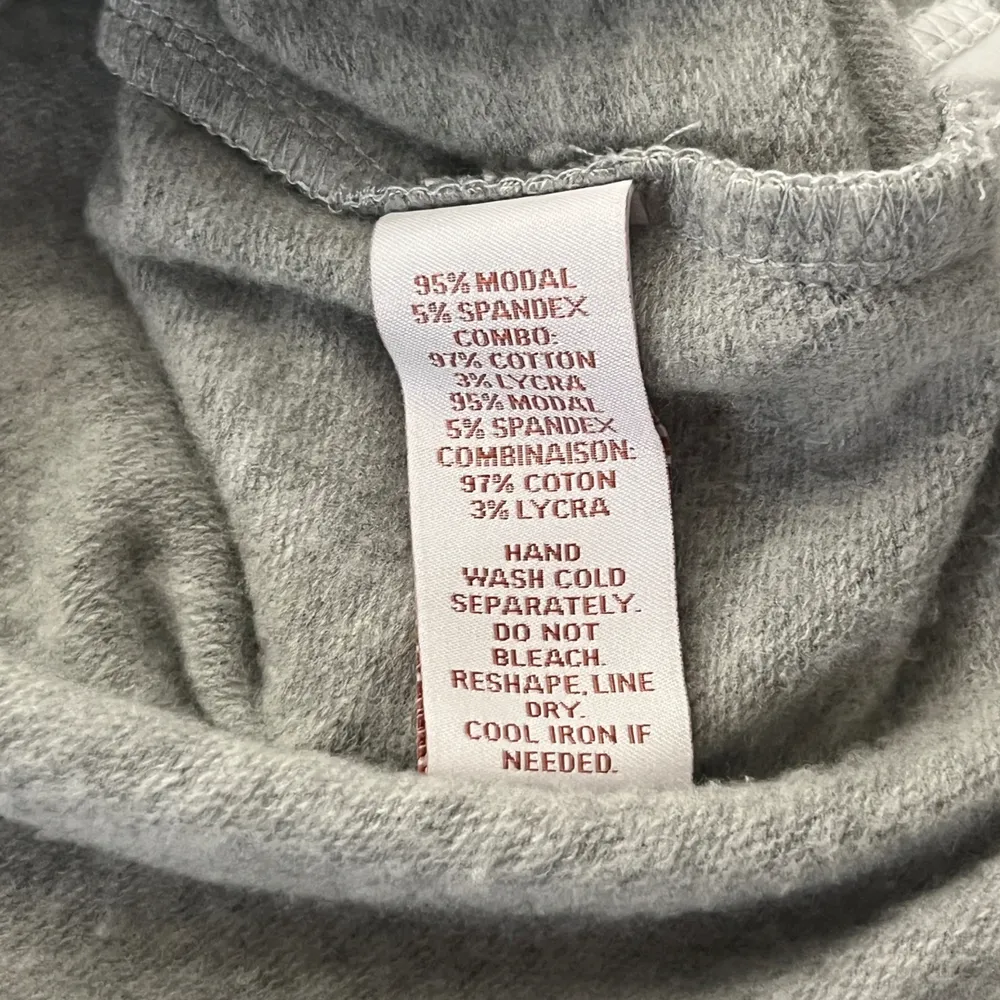 95% MODAL
5% SPANDEX
COMBO:
97% COTTON
3% LYCRA
95% MODAL
5% SPANDEX
COMBINAISON:
97% COTON
3% LYCRA
HAND
WASH COLD
SEPARATELY.
DO NOT
BLEACH.
RESHAPE, LINE
DRY.
COOL IRON IF
NEEDED.